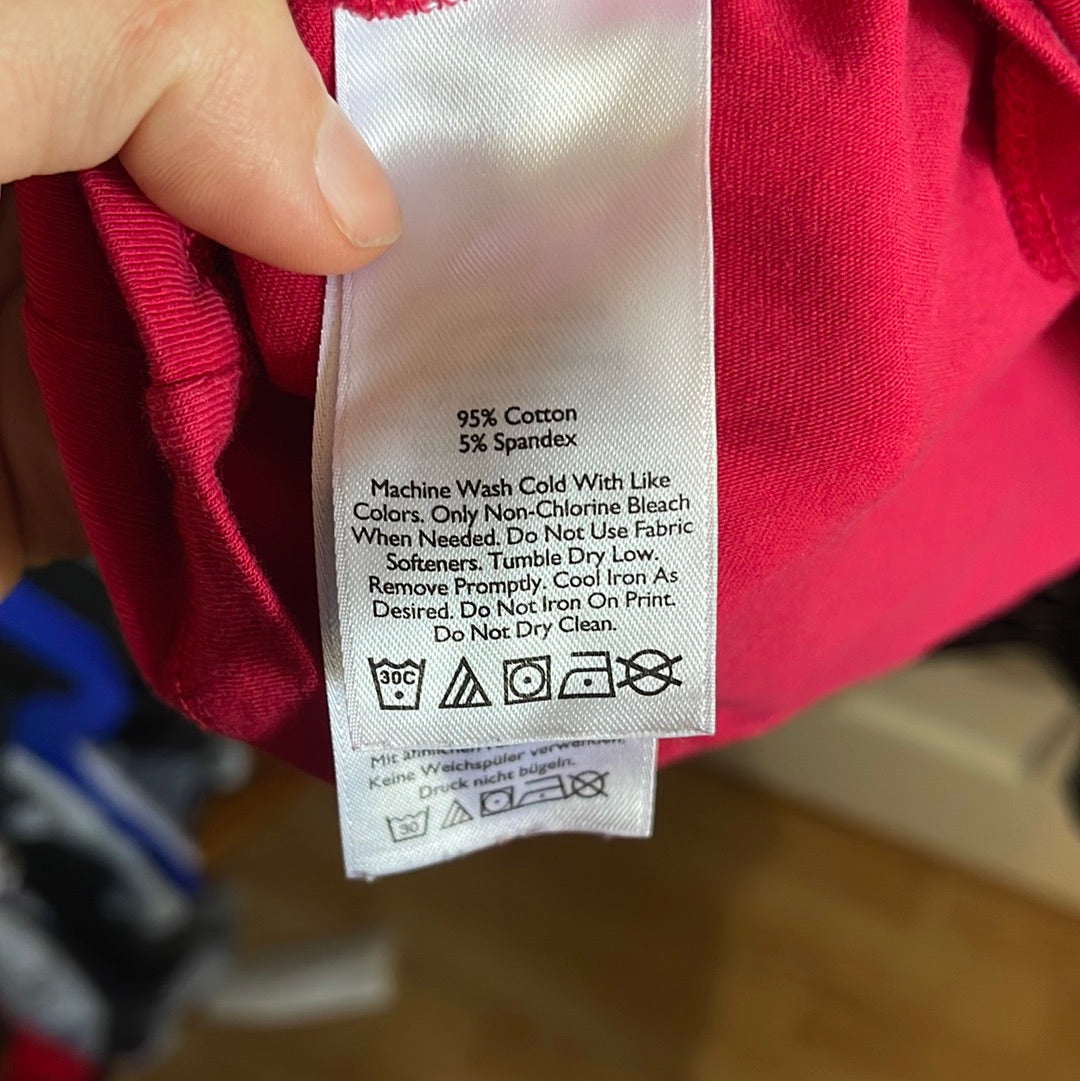 95% Cotton
5% Spandex
Machine Wash Cold With Like
Colors. Only Non-Chlorine Bleach
When Needed. Do Not Use Fabric
Softeners. Tumble Dry Low.
Remove Promptly. Cool Iron As
Desired. Do Not Iron On Print.
Do Not Dry Clean.
30C
Mit ähnlichen
Keine Weichspüler verwenden.
Druck nicht bügeln.
30